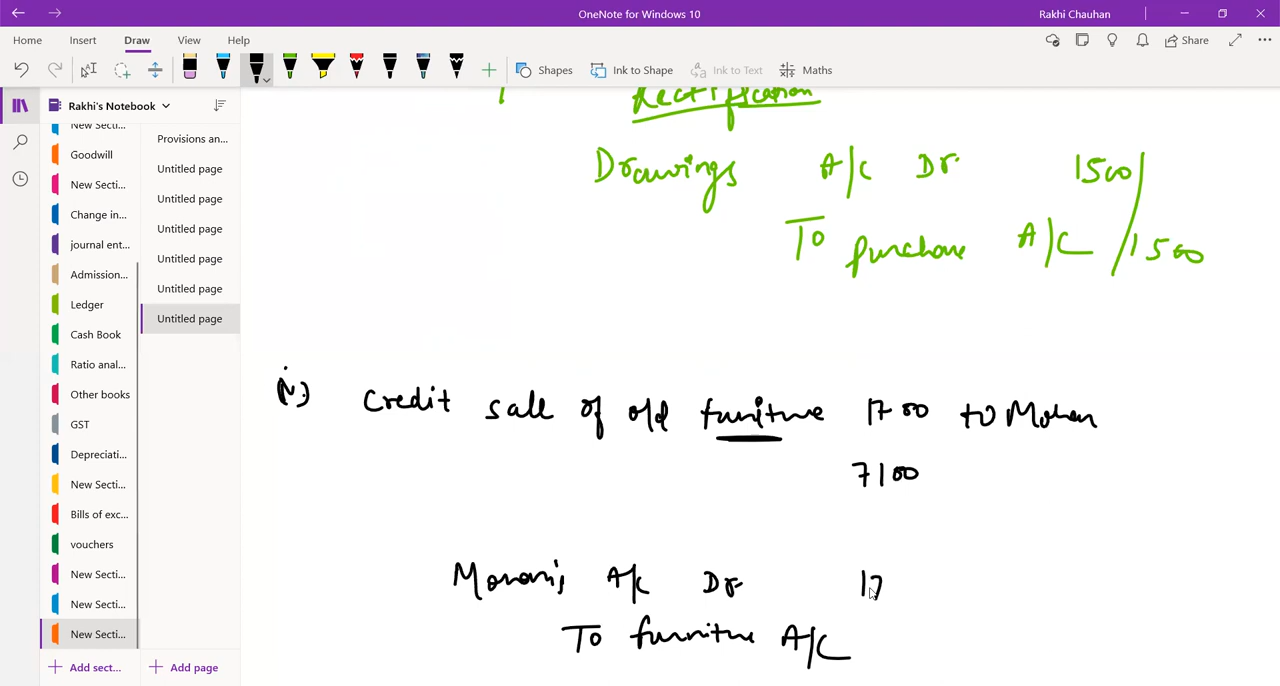 OneNote for Windows 10
Rakhi Chauhan
Home Insert Draw View Help
Share
Shapes Ink to Shape Ink to Text Maths
Rakhi's Notebook
New Secti...
Goodwill
New Secti...
Change in...
journal ent...
Admission...
Ledger
Cash Book
Ratio anal...
Other books
GST
Depreciati...
New Secti...
Bills of exc...
vouchers
New Secti...
New Secti...
New Secti...
Add sect...
Provisions an...
Untitled page
Untitled page
Untitled page
Untitled page
Untitled page
Untitled page
Add page
Rectification
Drawings A/C Dr. 1500
To purchase A/C 1500
Credit sale of old furniture 1700 to Mohan
7100
Mohan's A/c Dr 17
To furniture A/C